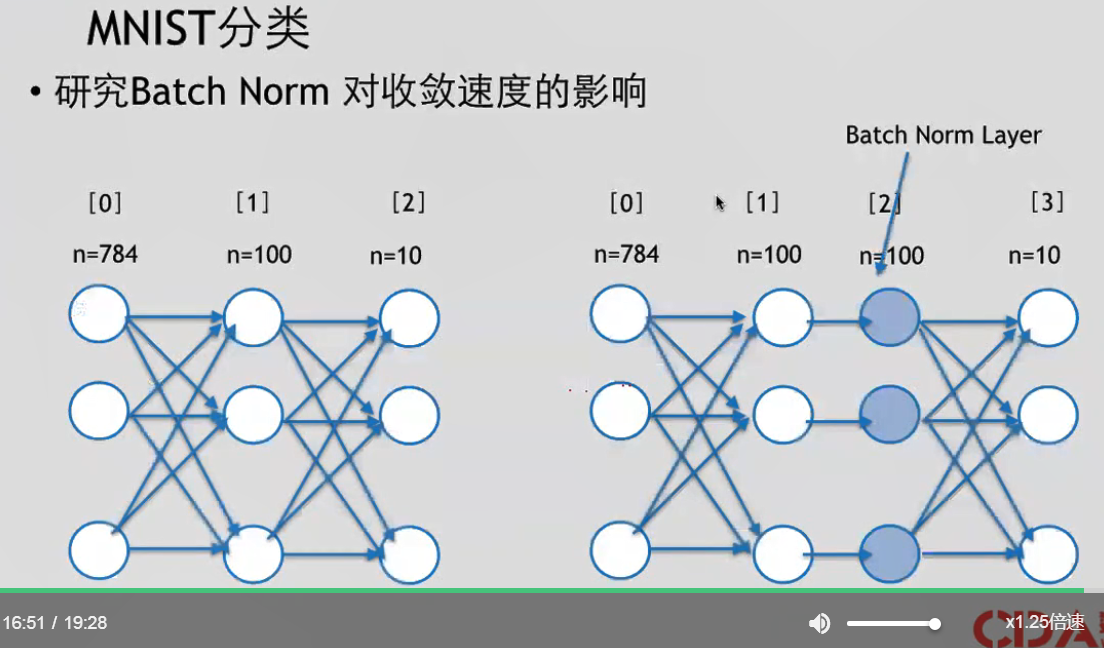 MNIST分类
• 研究Batch Norm 对收敛速度的影响
Batch Norm Layer
[0] [1] [2] [0] [1] [2] [3]
n=784 n=100 n=10 n=784 n=100 n=100 n=10
16:51 / 19:28 x1.25倍速
CDA